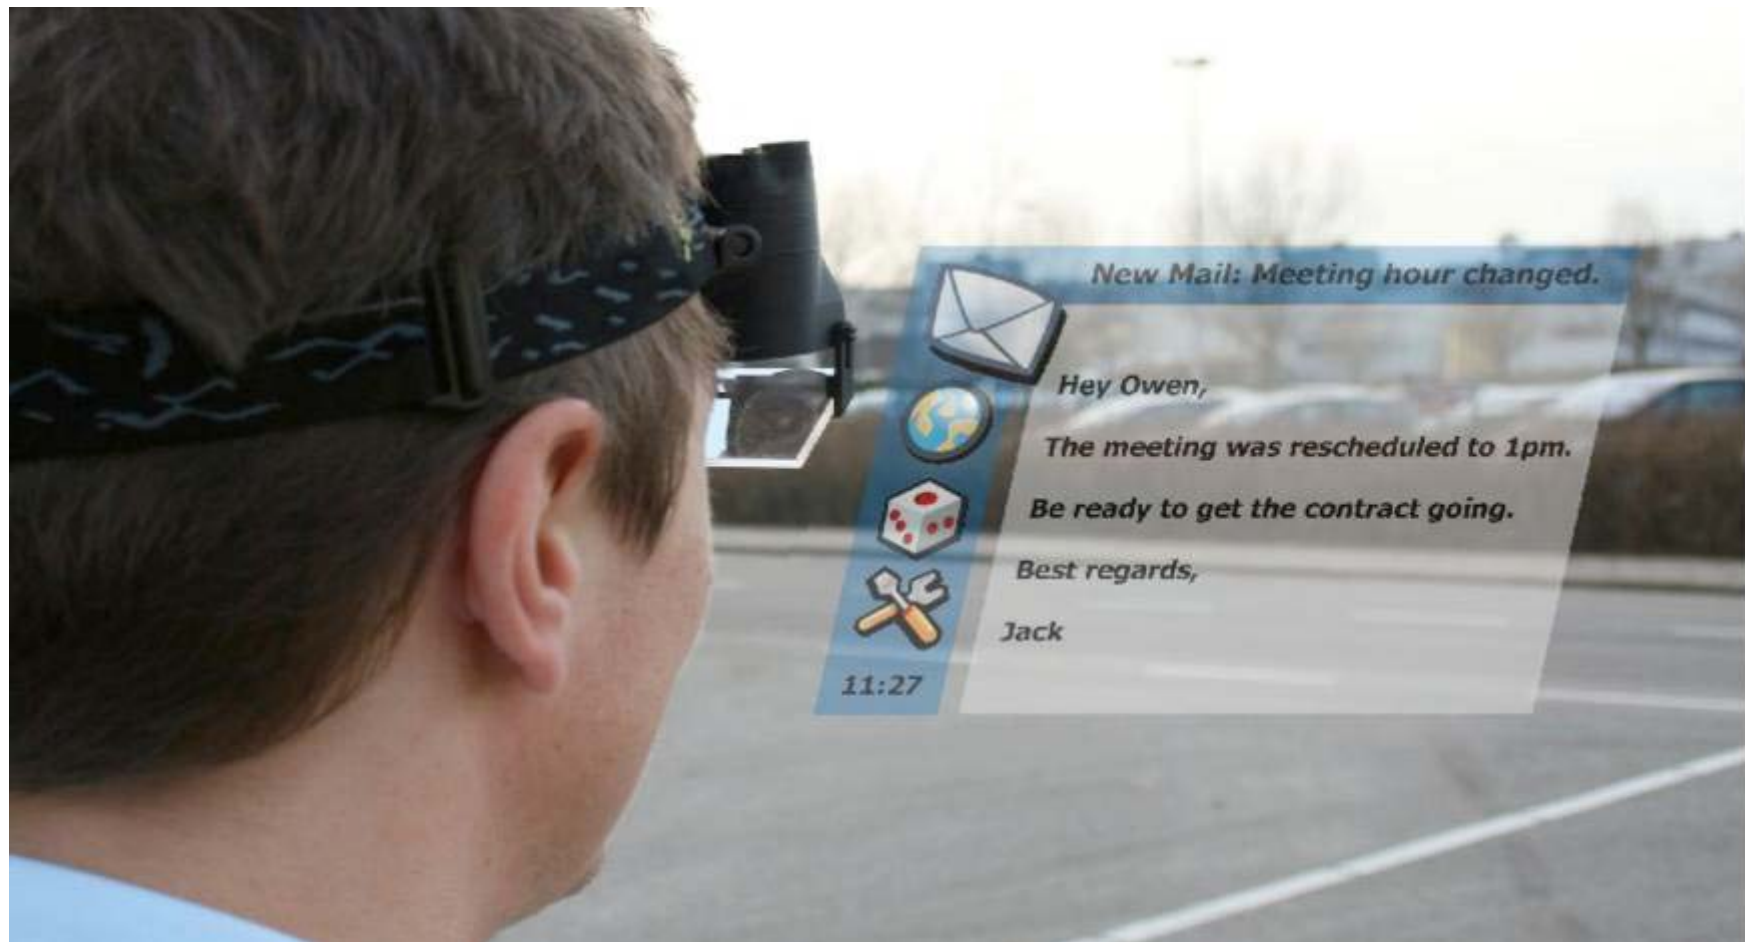 New Mail: Meeting hour changed.
Hey Owen,
The meeting was rescheduled to 1pm.
Be ready to get the contract going.
Best regards,
Jack
11:27